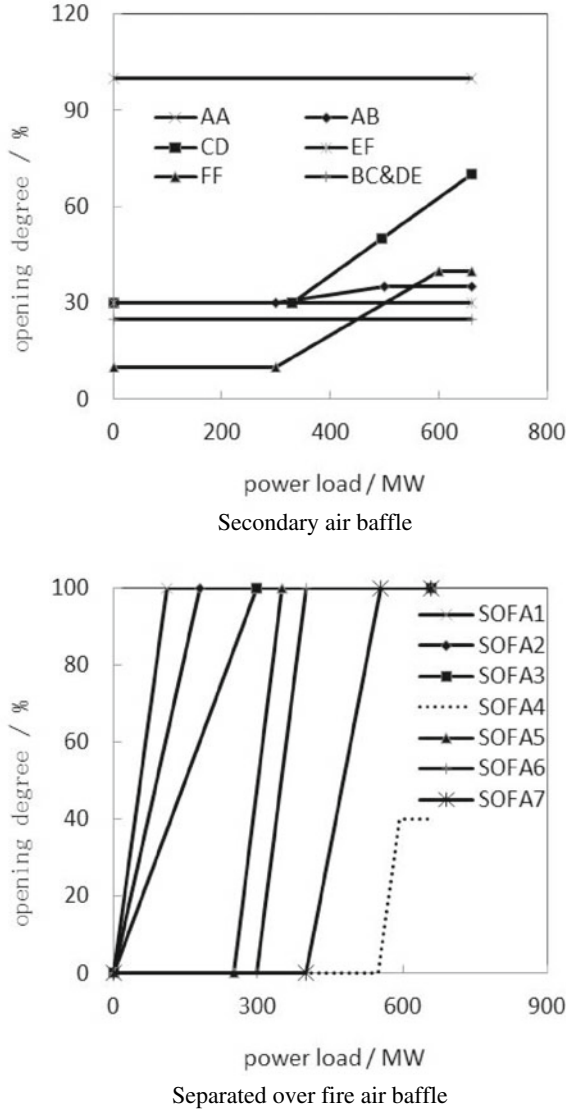 120
90
60
30
0
opening degree / %
AA AB
CD EF
FF BC&DE
0 200 400 600 800
power load / MW
Secondary air baffle
100
80
60
40
20
0
opening degree / %
SOFA1
SOFA2
SOFA3
SOFA4
SOFA5
SOFA6
SOFA7
0 300 600 900
power load / MW
Separated over fire air baffle